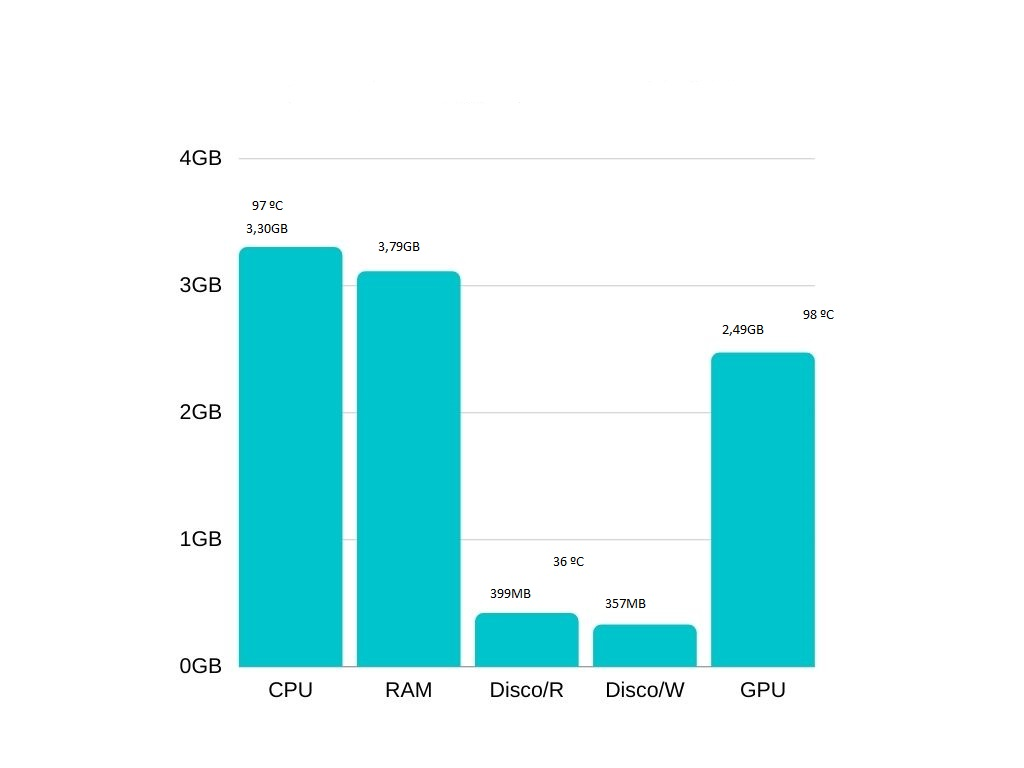 4GB
97 ºC
3,30GB
3,79GB
3GB
98 ºC
2,49GB
2GB
1GB
36 ºC
399MB
357MB
0GB
CPU RAM Disco/R Disco/W GPU